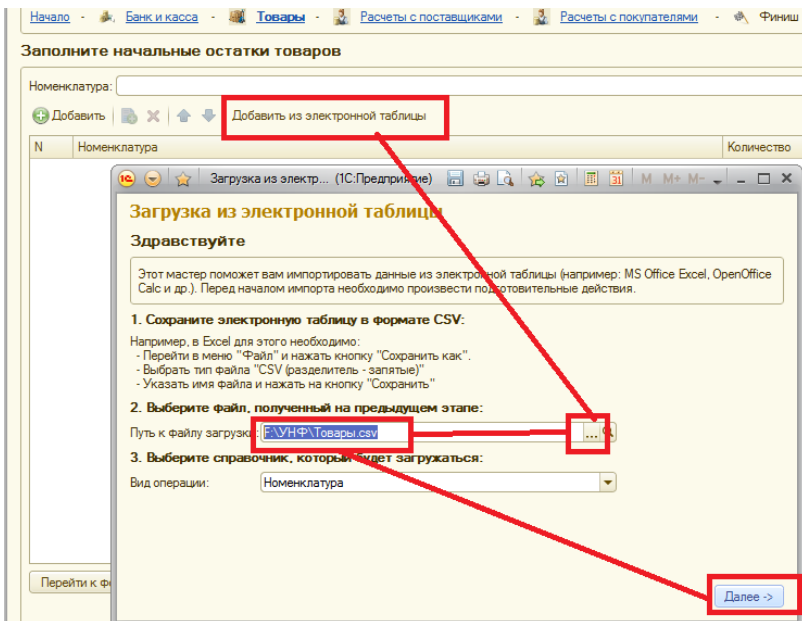 Начало - Банк и касса - Товары - Расчеты с поставщиками - Расчеты с покупателями - Финиш
Заполните начальные остатки товаров
Номенклатура:
Добавить Добавить из электронной таблицы
N Номенклатура Количество
Загрузка из электр... (1С:Предприятие) M M+ M-
Загрузка из электронной таблицы
Здравствуйте
Этот мастер поможет вам импортировать данные из электронной таблицы (например: MS Office Excel, OpenOffice
Calc и др.). Перед началом импорта необходимо произвести подготовительные действия.
1. Сохраните электронную таблицу в формате CSV:
Например, в Excel для этого необходимо:
- Перейти в меню "Файл" и нажать кнопку "Сохранить как".
- Выбрать тип файла "CSV (разделитель - запятые)"
- Указать имя файла и нажать на кнопку "Сохранить"
2. Выберите файл, полученный на предыдущем этапе:
Путь к файлу загрузки: F:\УНФ\Товары.csv ...
3. Выберите справочник, который будет загружаться:
Вид операции: Номенклатура
Перейти к
Далее ->